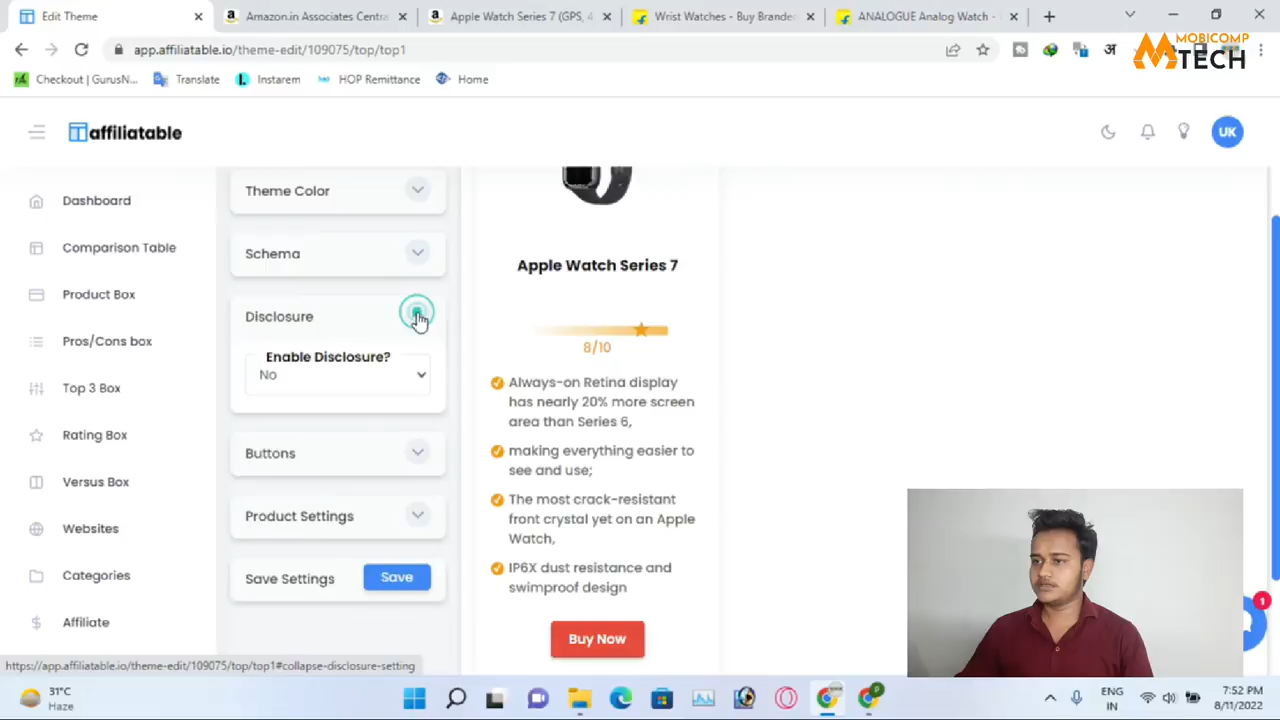 Edit Theme
Amazon.in Associates Centra
Apple Watch Series 7 (GPS, 4
Wrist Watches - Buy Brande
ANALOGUE Analog Watch -
app.affiliatable.io/theme-edit/109075/top/top1
अ
MOBICOMP
TECH
Checkout | GurusN...
Translate
Instarem
HOP Remittance
Home
affiliatable
UK
Dashboard
Comparison Table
Product Box
Pros/Cons box
Top 3 Box
Rating Box
Versus Box
Websites
Categories
Affiliate
Theme Color
Schema
Disclosure
Enable Disclosure?
No
Buttons
Product Settings
Save Settings
Save
Apple Watch Series 7
8/10
Always-on Retina display
has nearly 20% more screen
area than Series 6,
making everything easier to
see and use;
The most crack-resistant
front crystal yet on an Apple
Watch,
IP6X dust resistance and
swimproof design
Buy Now
1
https://app.affiliatable.io/theme-edit/109075/top/top1#collapse-disclosure-setting
31°C
Haze
ENG
IN
7:52 PM
8/11/2022